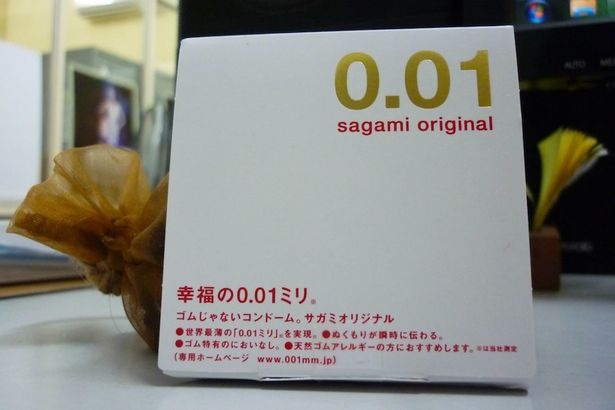 0.01
sagami original
幸福の0.01ミリ。
ゴムじゃないコンドーム。サガミオリジナル
●世界最薄の「0.01ミリ」※を実現。●ぬくもりが瞬時に伝わる。
●ゴム特有のにおいなし。●天然ゴムアレルギーの方におすすめします。※は当社測定
(専用ホームページ www.001mm.jp)
AUTO